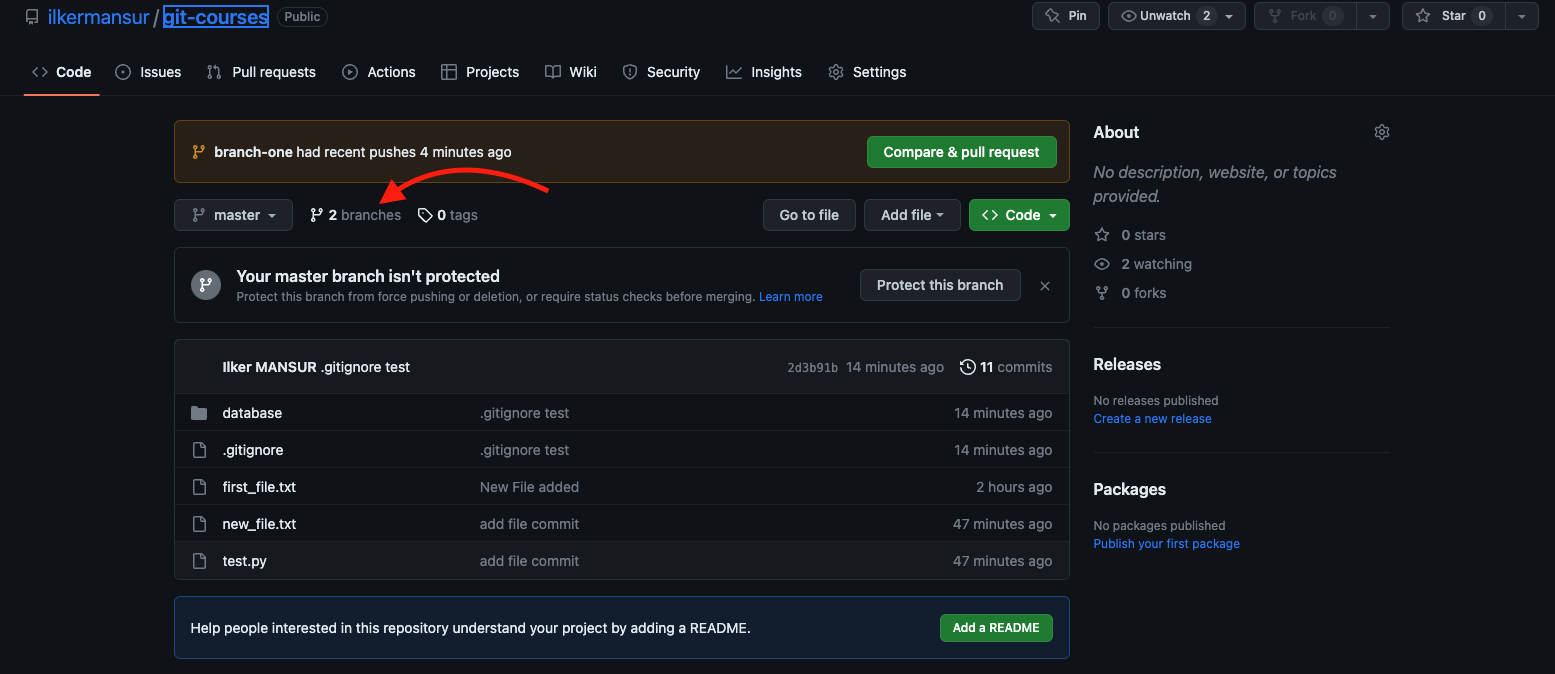 ilkermansur / git-courses Public
Pin Unwatch 2 Fork 0 Star 0
Code Issues Pull requests Actions Projects Wiki Security Insights Settings
branch-one had recent pushes 4 minutes ago Compare & pull request
master 2 branches 0 tags Go to file Add file Code
Your master branch isn't protected
Protect this branch from force pushing or deletion, or require status checks before merging. Learn more
Protect this branch
Ilker MANSUR .gitignore test 2d3b91b 14 minutes ago 11 commits
database .gitignore test 14 minutes ago
.gitignore .gitignore test 14 minutes ago
first_file.txt New File added 2 hours ago
new_file.txt add file commit 47 minutes ago
test.py add file commit 47 minutes ago
Help people interested in this repository understand your project by adding a README. Add a README
About
No description, website, or topics
provided.
0 stars
2 watching
0 forks
Releases
No releases published
Create a new release
Packages
No packages published
Publish your first package